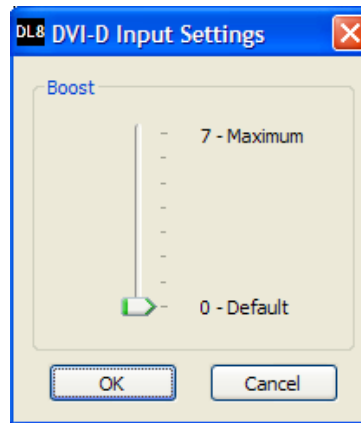 DL8 DVI-D Input Settings
Boost
7 - Maximum
0 - Default
OK
Cancel